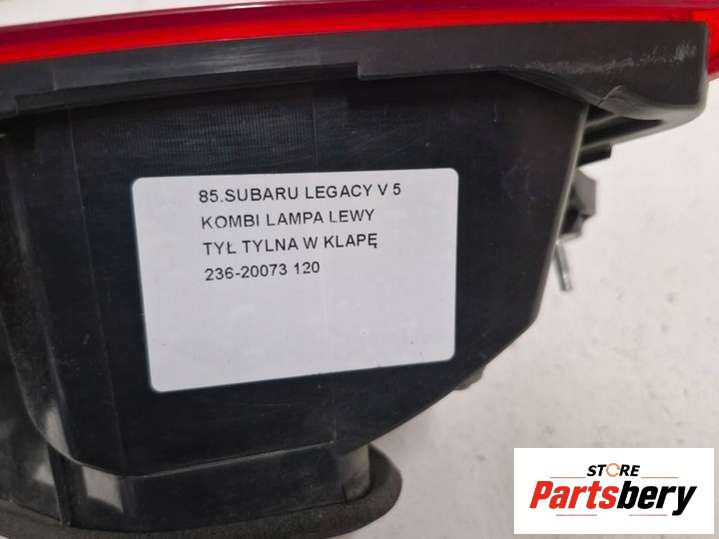 85.SUBARU LEGACY V 5
KOMBI LAMPA LEWY
TYŁ TYLNA W KLAPĘ
236-20073 120
STORE
Partsbery